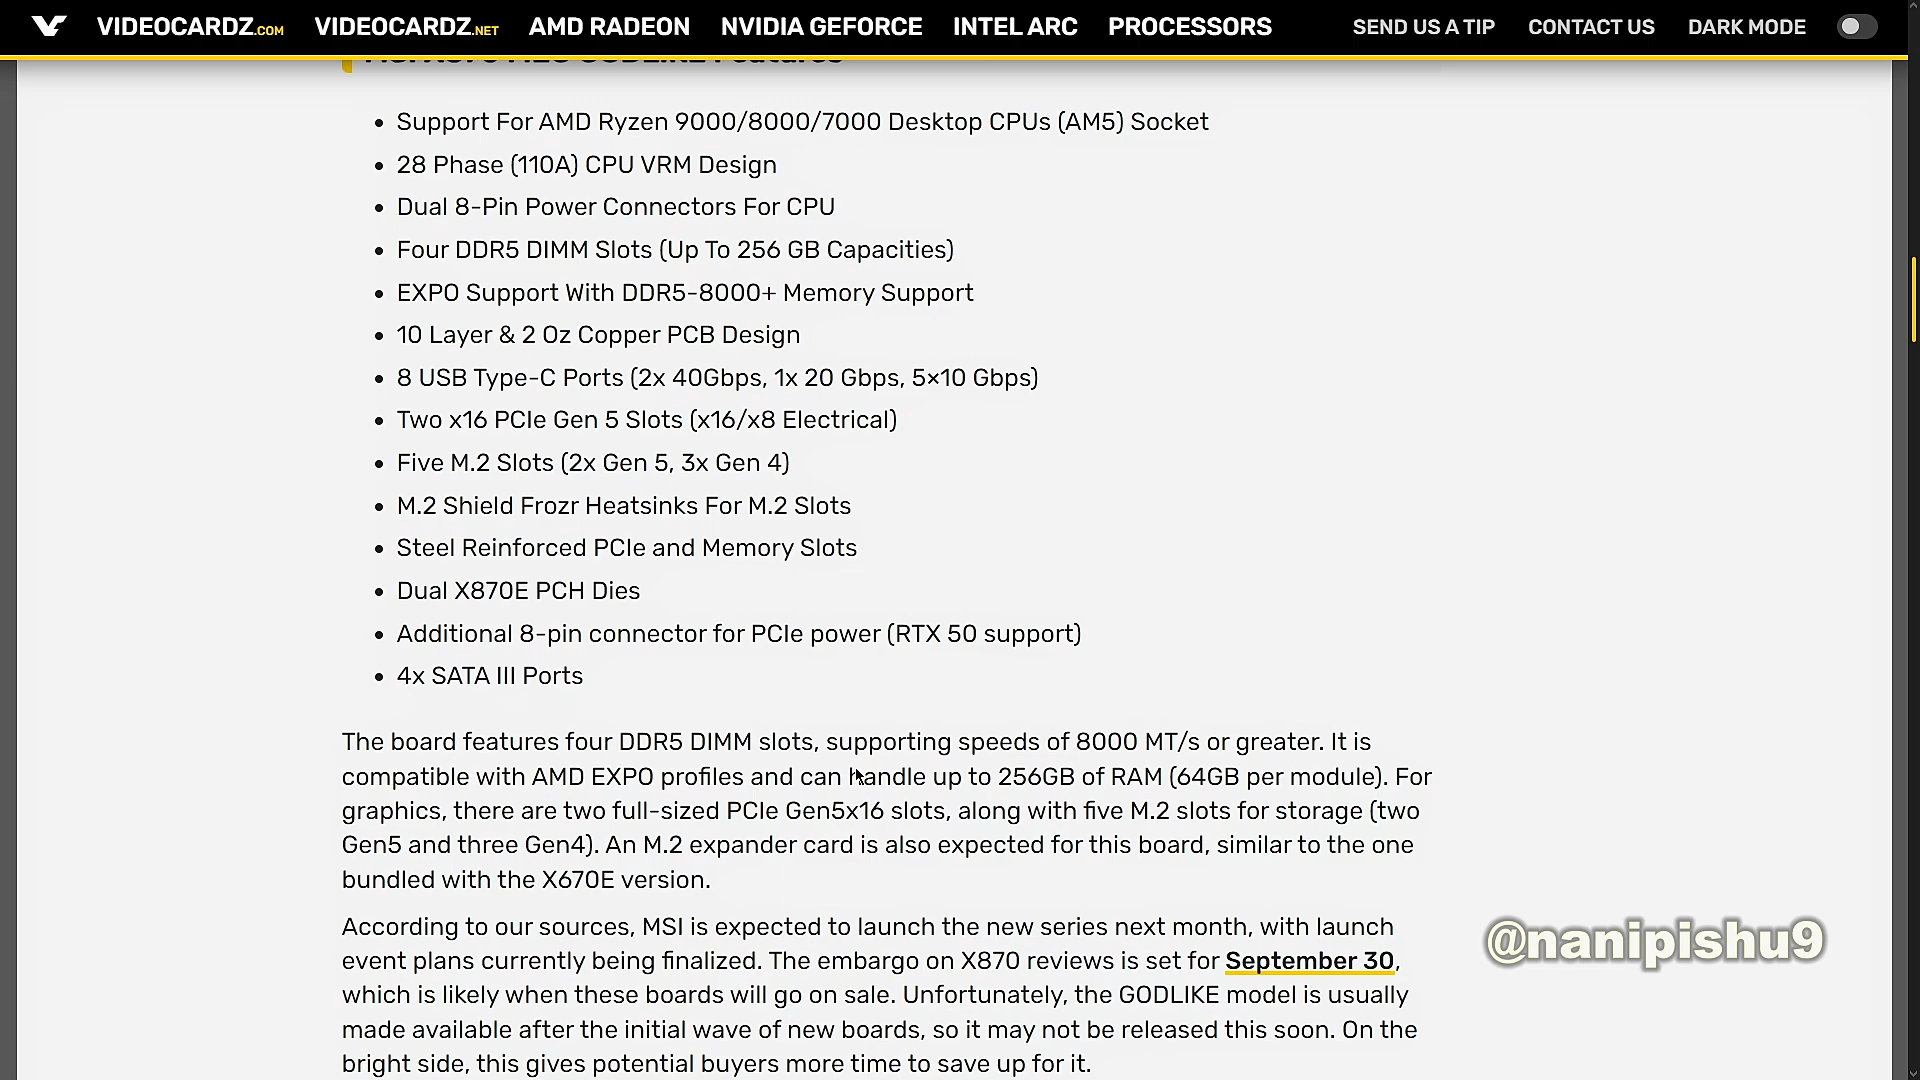 VIDEOCARDZ.COM VIDEOCARDZ.NET AMD RADEON NVIDIA GEFORCE INTEL ARC PROCESSORS SEND US A TIP CONTACT US DARK MODE
• Support For AMD Ryzen 9000/8000/7000 Desktop CPUs (AM5) Socket
• 28 Phase (110A) CPU VRM Design
• Dual 8-Pin Power Connectors For CPU
• Four DDR5 DIMM Slots (Up To 256 GB Capacities)
• EXPO Support With DDR5-8000+ Memory Support
• 10 Layer & 2 Oz Copper PCB Design
• 8 USB Type-C Ports (2x 40Gbps, 1x 20 Gbps, 5×10 Gbps)
• Two x16 PCIe Gen 5 Slots (x16/x8 Electrical)
• Five M.2 Slots (2x Gen 5, 3x Gen 4)
• M.2 Shield Frozr Heatsinks For M.2 Slots
• Steel Reinforced PCIe and Memory Slots
• Dual X870E PCH Dies
• Additional 8-pin connector for PCIe power (RTX 50 support)
• 4x SATA III Ports
The board features four DDR5 DIMM slots, supporting speeds of 8000 MT/s or greater. It is
compatible with AMD EXPO profiles and can handle up to 256GB of RAM (64GB per module). For
graphics, there are two full-sized PCIe Gen5x16 slots, along with five M.2 slots for storage (two
Gen5 and three Gen4). An M.2 expander card is also expected for this board, similar to the one
bundled with the X670E version.
According to our sources, MSI is expected to launch the new series next month, with launch
event plans currently being finalized. The embargo on X870 reviews is set for September 30,
which is likely when these boards will go on sale. Unfortunately, the GODLIKE model is usually
made available after the initial wave of new boards, so it may not be released this soon. On the
bright side, this gives potential buyers more time to save up for it.
@nanipishu9